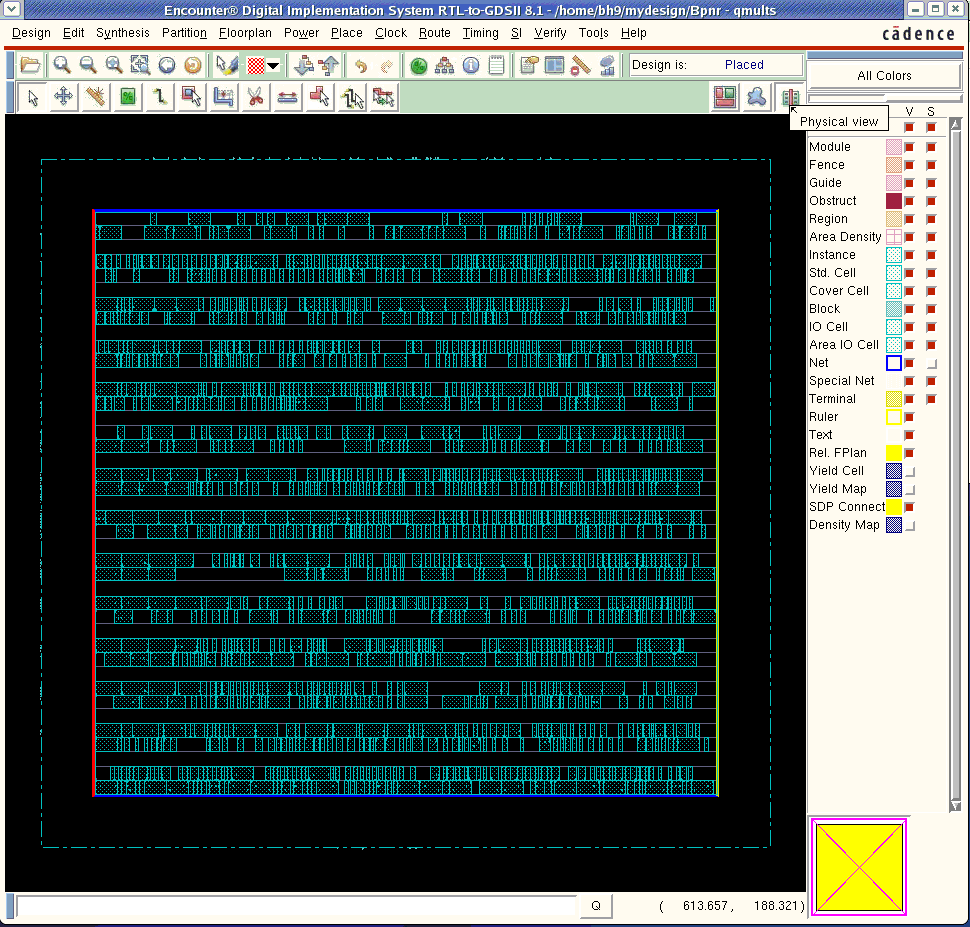 Encounter® Digital Implementation System RTL-to-GDSII 8.1 - /home/bh9/mydesign/Bpnr - qmults
Design Edit Synthesis Partition Floorplan Power Place Clock Route Timing SI Verify Tools Help
cādence
Design is: Placed
All Colors
Physical view
V S
Module
Fence
Guide
Obstruct
Region
Area Density
Instance
Std. Cell
Cover Cell
Block
IO Cell
Area IO Cell
Net
Special Net
Terminal
Ruler
Text
Rel. FPlan
Yield Cell
Yield Map
SDP Connect
Density Map
Q
( 613.657, 188.321)